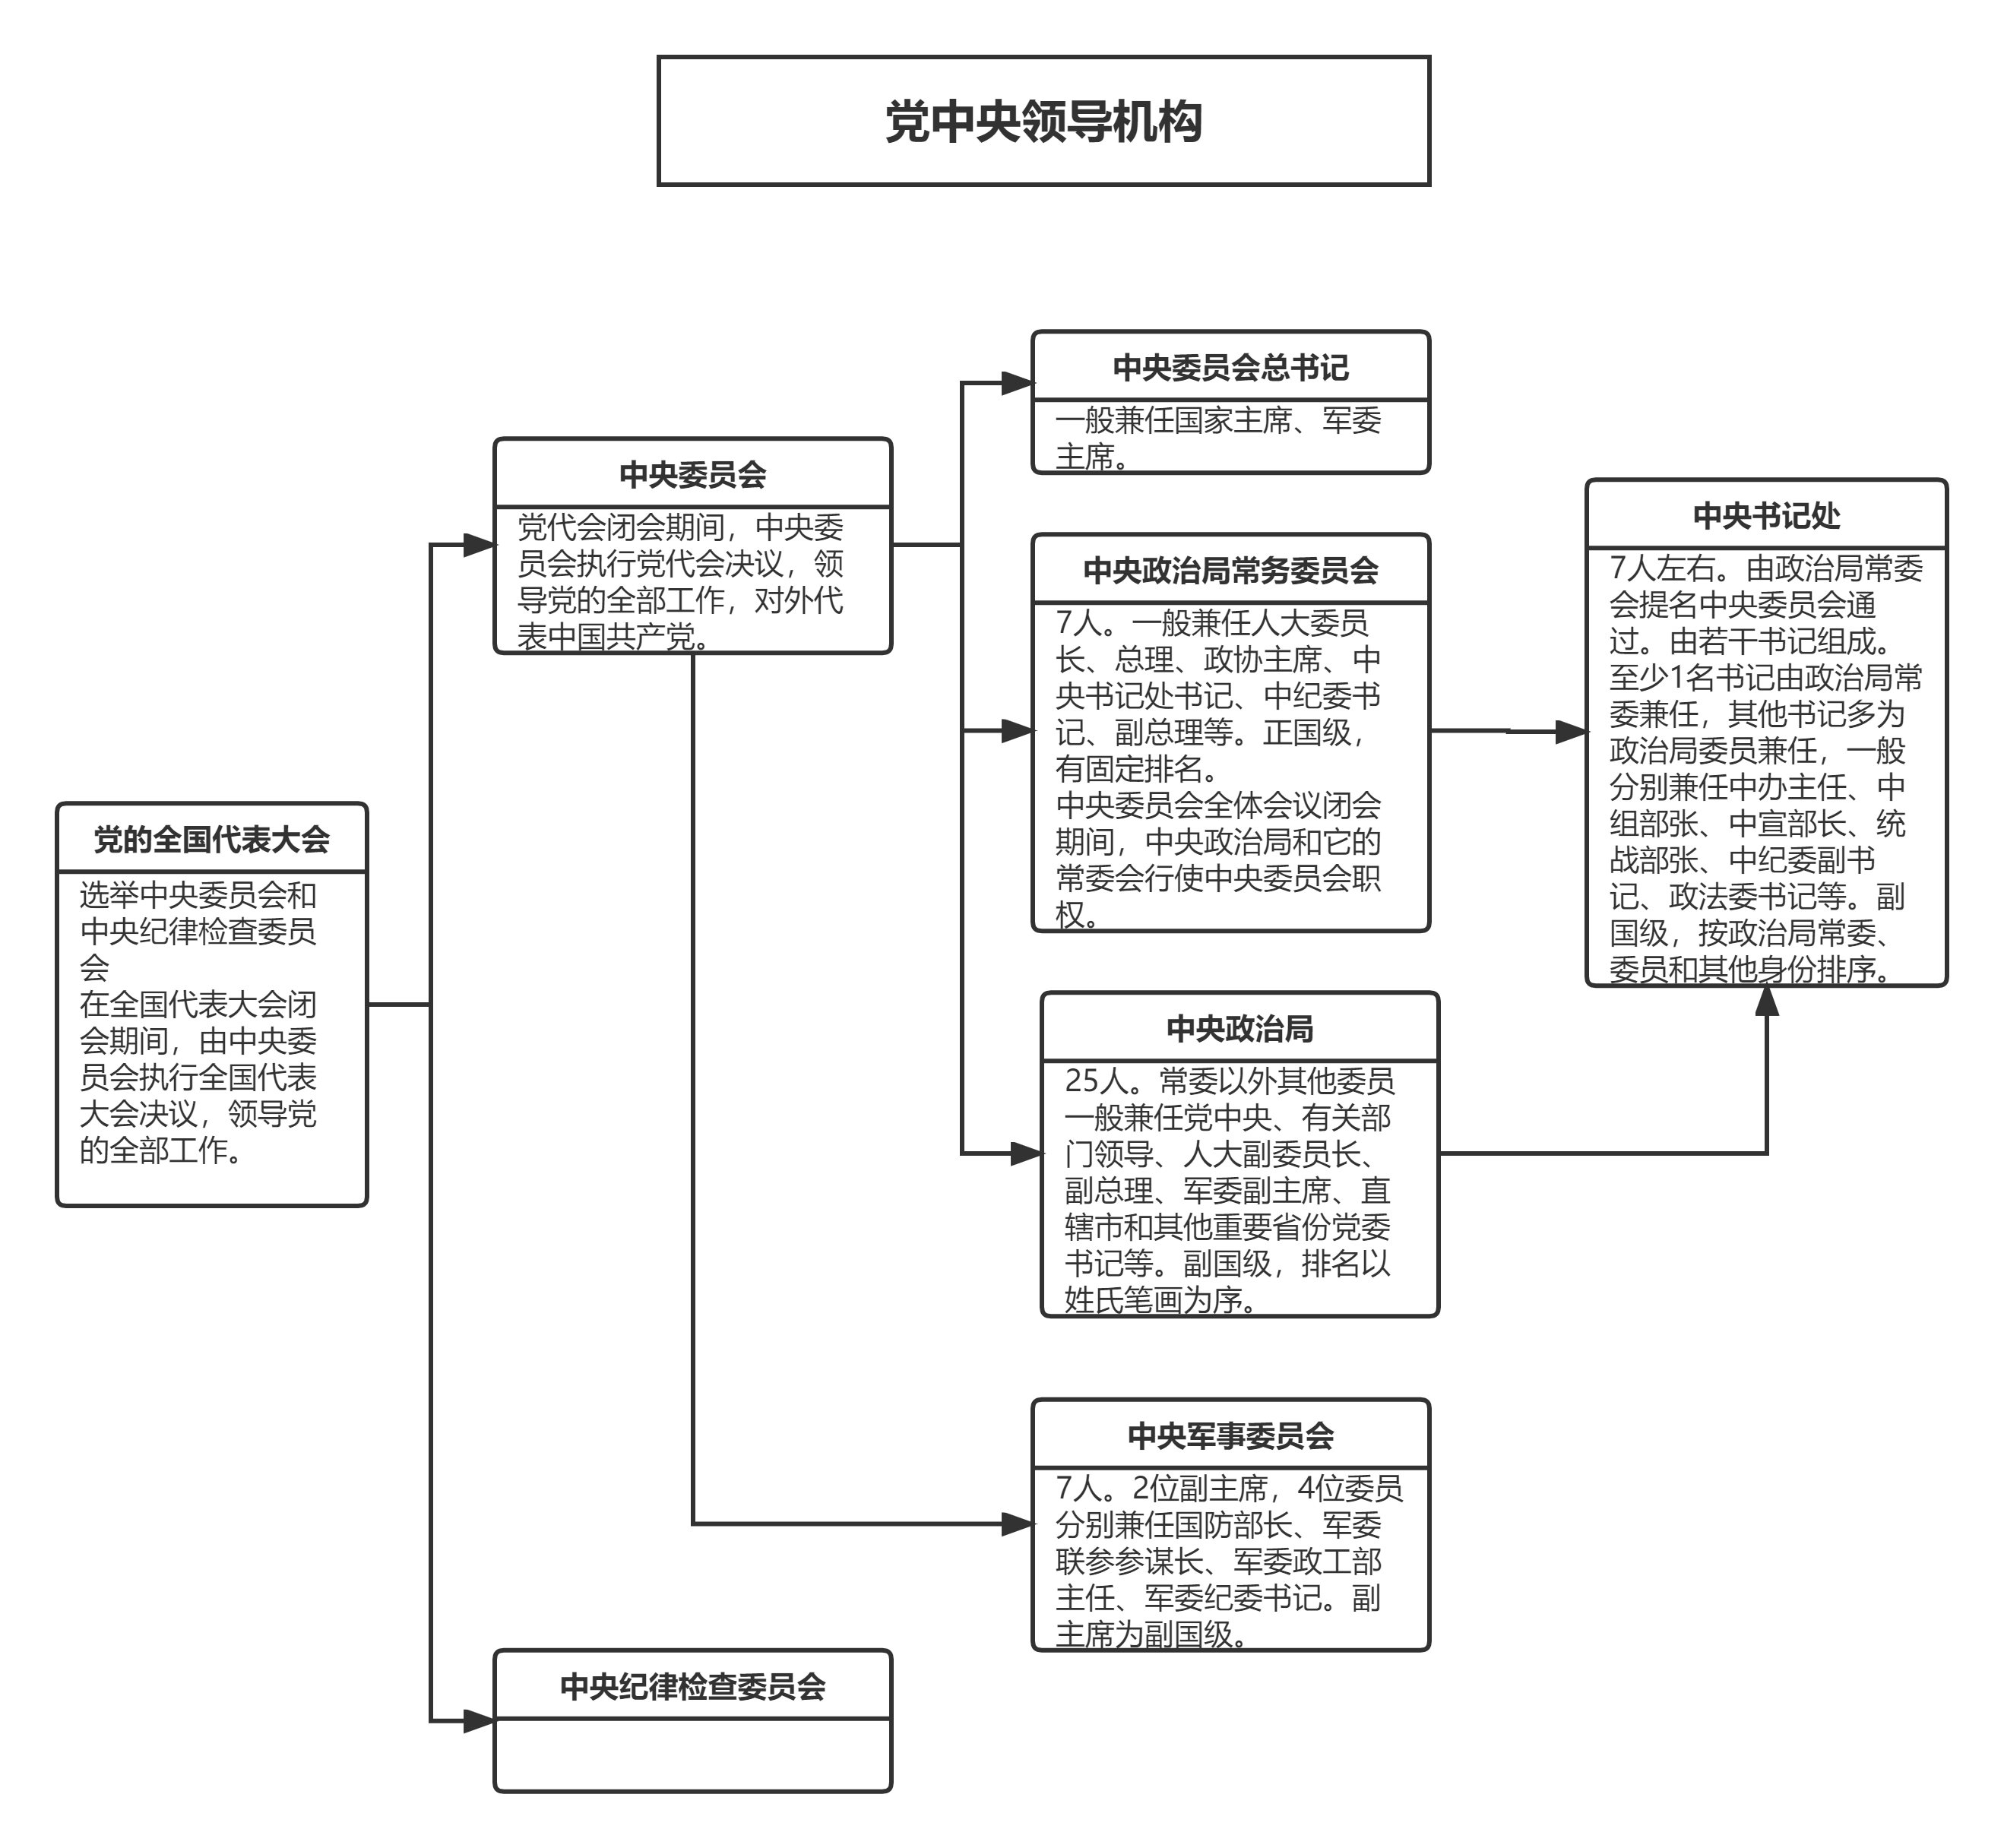 党中央领导机构
党的全国代表大会
选举中央委员会和
中央纪律检查委员
会
在全国代表大会闭
会期间，由中央委
员会执行全国代表
大会决议，领导党
的全部工作。
中央委员会
党代会闭会期间，中央委
员会执行党代会决议，领
导党的全部工作，对外代
表中国共产党。
中央纪律检查委员会
中央委员会总书记
一般兼任国家主席、军委
主席。
中央政治局常务委员会
7人。一般兼任人大委员
长、总理、政协主席、中
央书记处书记、中纪委书
记、副总理等。正国级，
有固定排名。
中央委员会全体会议闭会
期间，中央政治局和它的
常委会行使中央委员会职
权。
中央政治局
25人。常委以外其他委员
一般兼任党中央、有关部
门领导、人大副委员长、
副总理、军委副主席、直
辖市和其他重要省份党委
书记等。副国级，排名以
姓氏笔画为序。
中央军事委员会
7人。2位副主席，4位委员
分别兼任国防部长、军委
联参参谋长、军委政工部
主任、军委纪委书记。副
主席为副国级。
中央书记处
7人左右。由政治局常委
会提名中央委员会通
过。由若干书记组成。
至少1名书记由政治局常
委兼任，其他书记多为
政治局委员兼任，一般
分别兼任中办主任、中
组部张、中宣部长、统
战部张、中纪委副书
记、政法委书记等。副
国级，按政治局常委、
委员和其他身份排序。